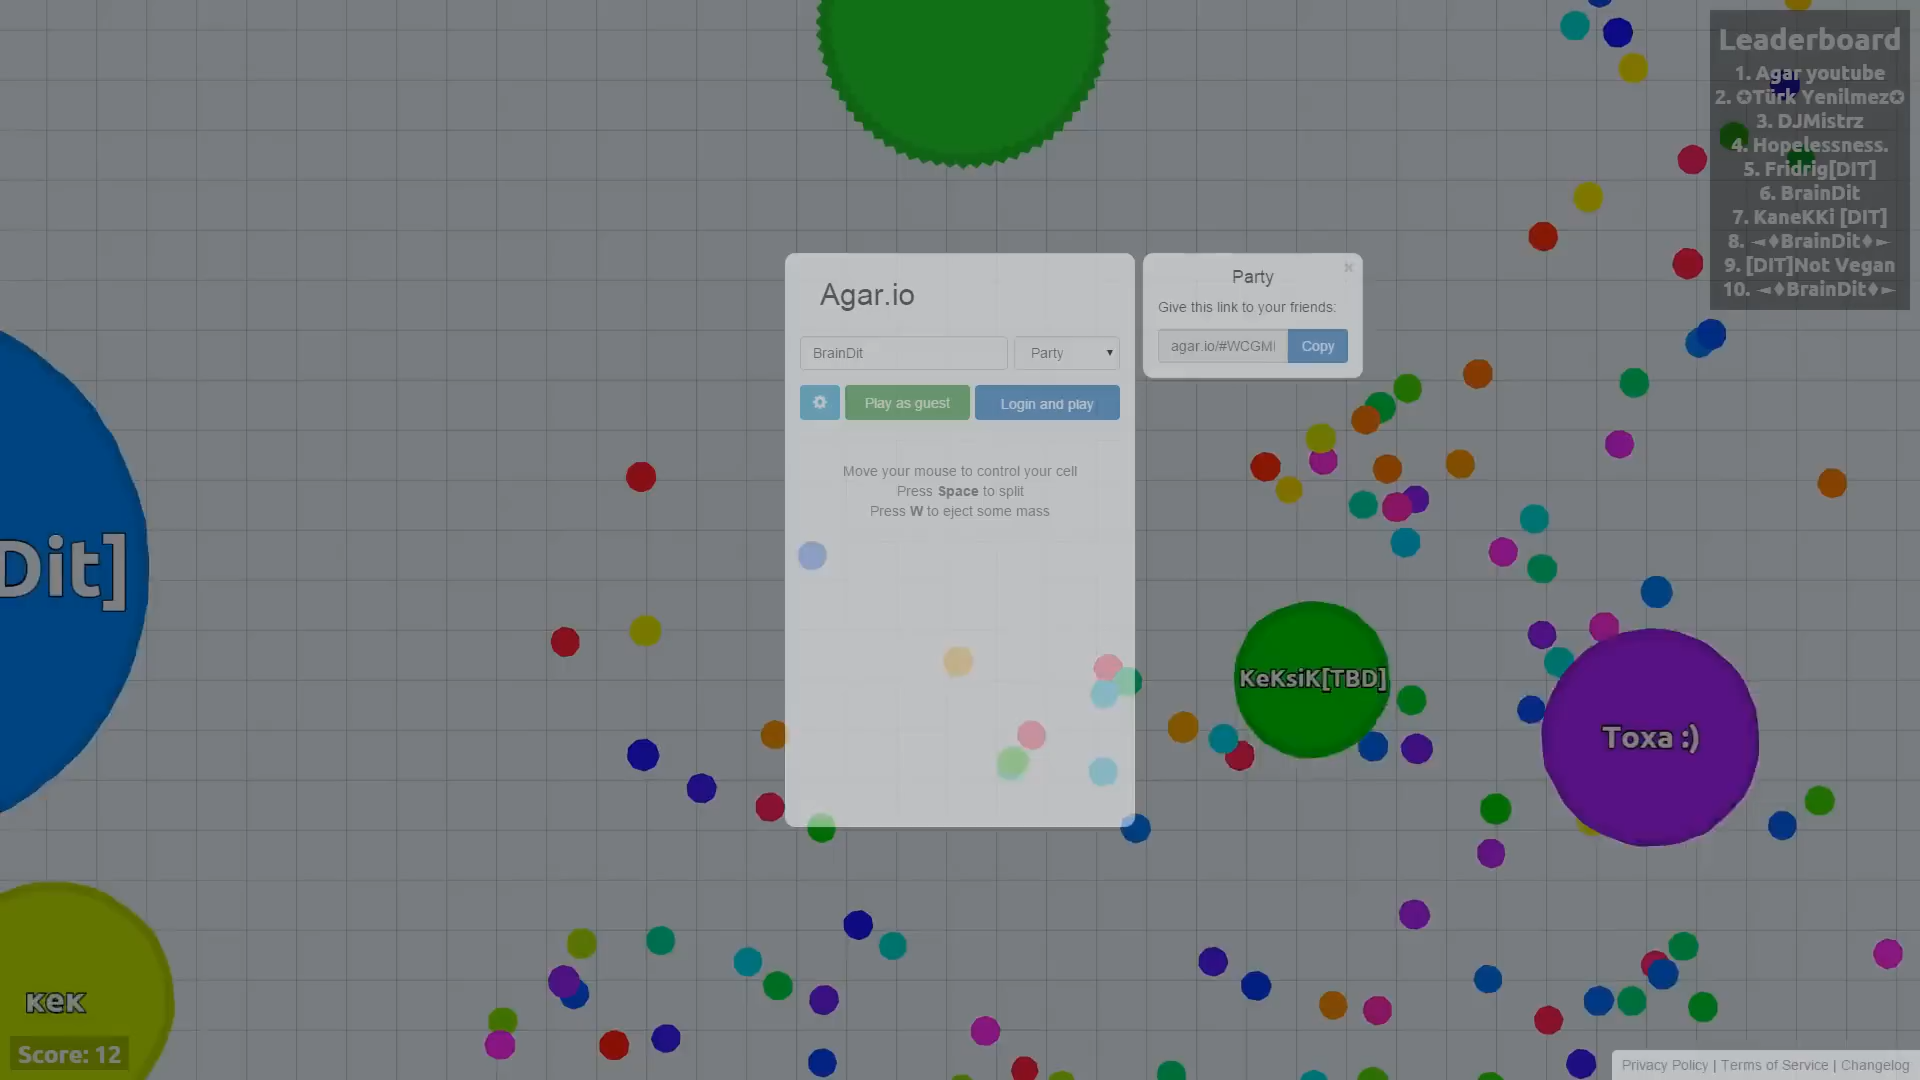 Leaderboard
1. Agar youtube
2. ✪Türk Yenilmez✪
3. DJMistrz
4. Hopelessness.
5. Fridrig[DIT]
6. BrainDit
7. KaneKKi [DIT]
8. ◄♦BrainDit♦►
9. [DIT]Not Vegan
10. ◄♦BrainDit♦►
Agar.io
BrainDit
Party
Play as guest
Login and play
Move your mouse to control your cell
Press Space to split
Press W to eject some mass
Party
×
Give this link to your friends:
agar.io/#WCGM
Copy
Dit]
KeKsiK[TBD]
Тоха :)
кек
Score: 12
Privacy Policy | Terms of Service | Changelog